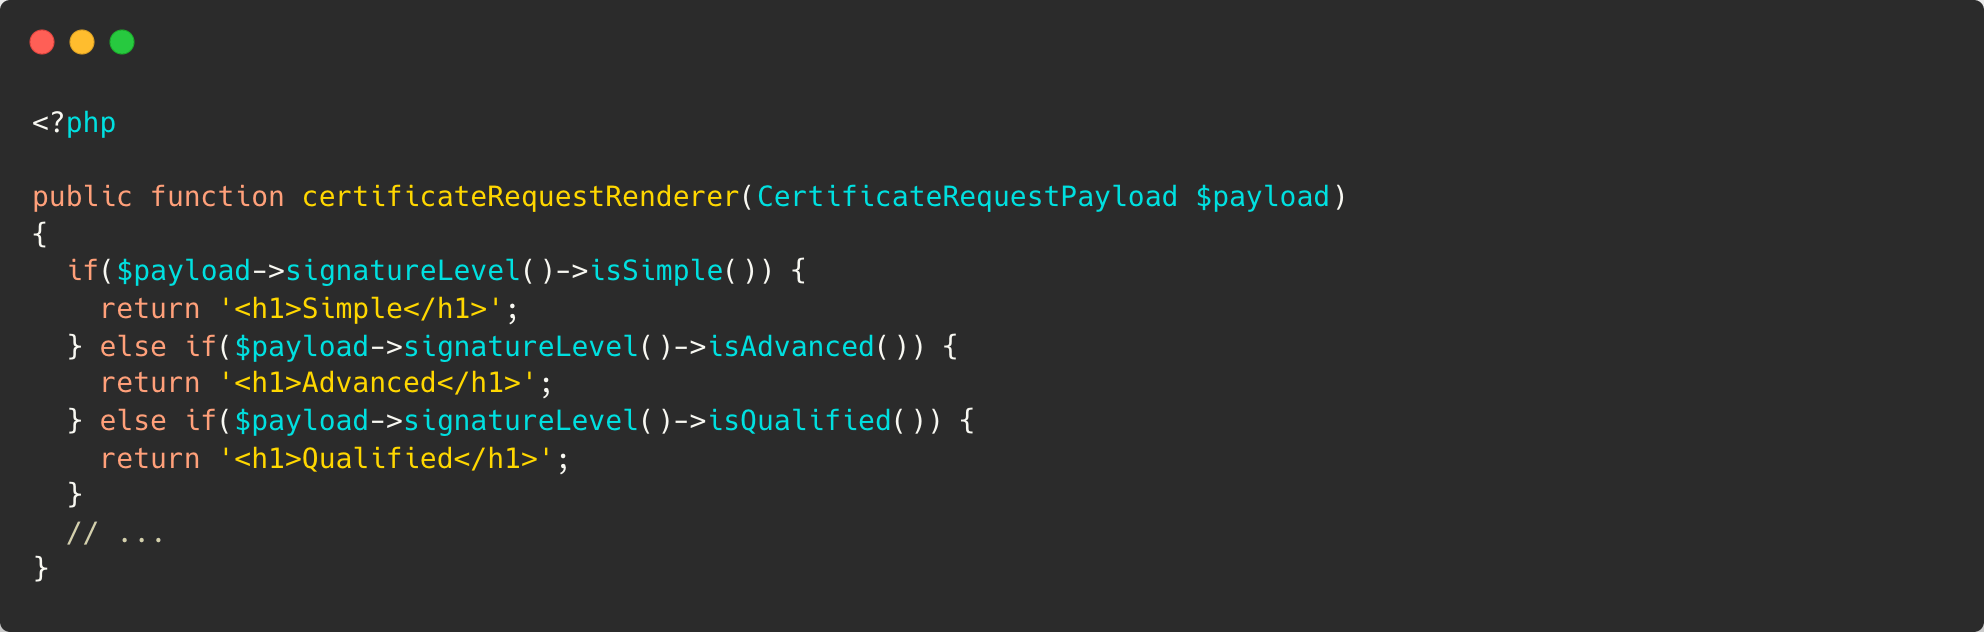 <?php
public function certificateRequestRenderer(CertificateRequestPayload $payload)
{
  if($payload->signatureLevel()->isSimple()) {
    return '<h1>Simple</h1>';
  } else if($payload->signatureLevel()->isAdvanced()) {
    return '<h1>Advanced</h1>';
  } else if($payload->signatureLevel()->isQualified()) {
    return '<h1>Qualified</h1>';
  }
  // ...
}